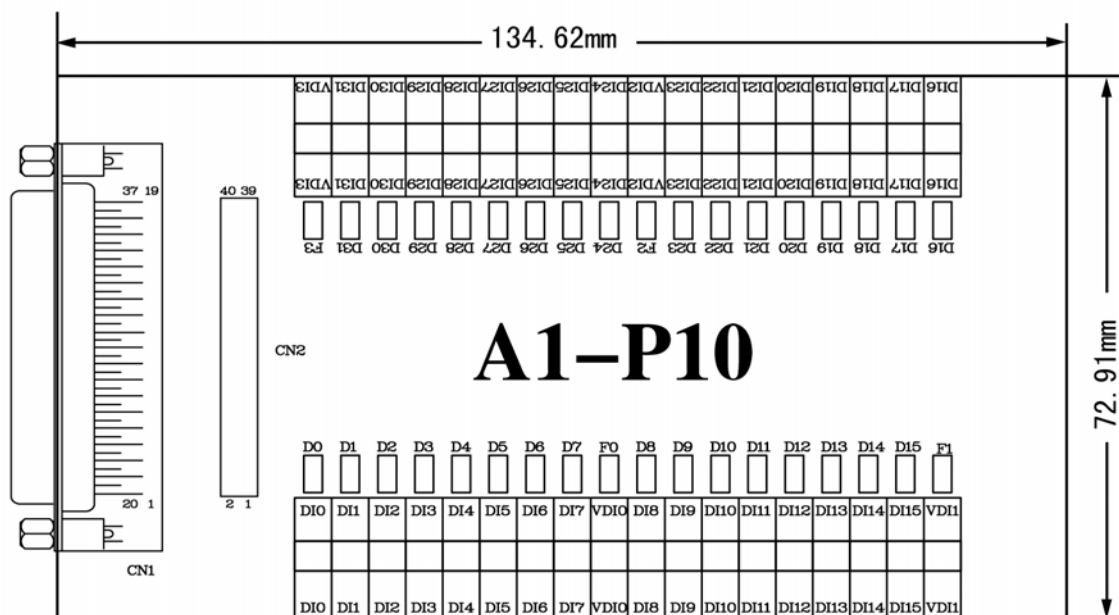 134.62mm
VDI3 DI31 DI30 DI29 DI28 DI27 DI26 DI25 DI24 VDI2 DI23 DI22 DI21 DI20 DI19 DI18 DI17 DI16
VDI3 DI31 DI30 DI29 DI28 DI27 DI26 DI25 DI24 VDI2 DI23 DI22 DI21 DI20 DI19 DI18 DI17 DI16
37 19
40 39
F3 D31 D30 D29 D28 D27 D26 D25 D24 F2 D23 D22 D21 D20 D19 D18 D17 D16
CN2
A1-P10
72.91mm
D0 D1 D2 D3 D4 D5 D6 D7 F0 D8 D9 D10 D11 D12 D13 D14 D15 F1
20 1
2 1
DI0 DI1 DI2 DI3 DI4 DI5 DI6 DI7 VDI0 DI8 DI9 DI10 DI11 DI12 DI13 DI14 DI15 VDI1
CN1
DI0 DI1 DI2 DI3 DI4 DI5 DI6 DI7 VDI0 DI8 DI9 DI10 DI11 DI12 DI13 DI14 DI15 VDI1